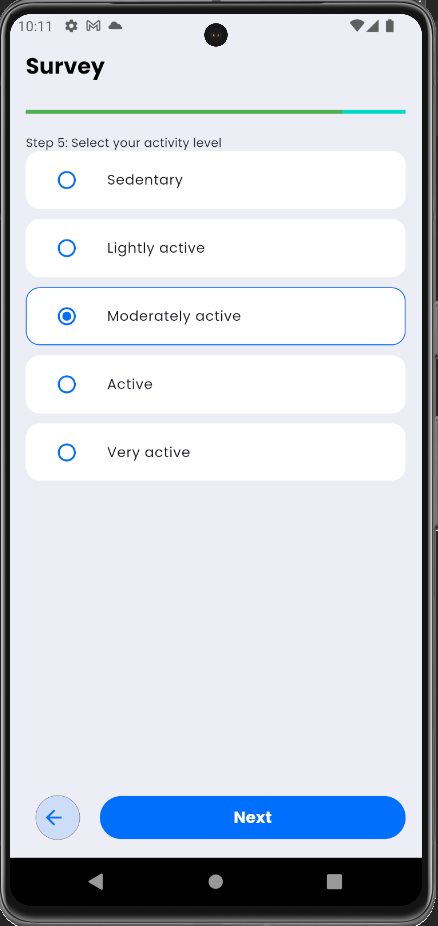 10:11
Survey
Step 5: Select your activity level
Sedentary
Lightly active
Moderately active
Active
Very active
Next